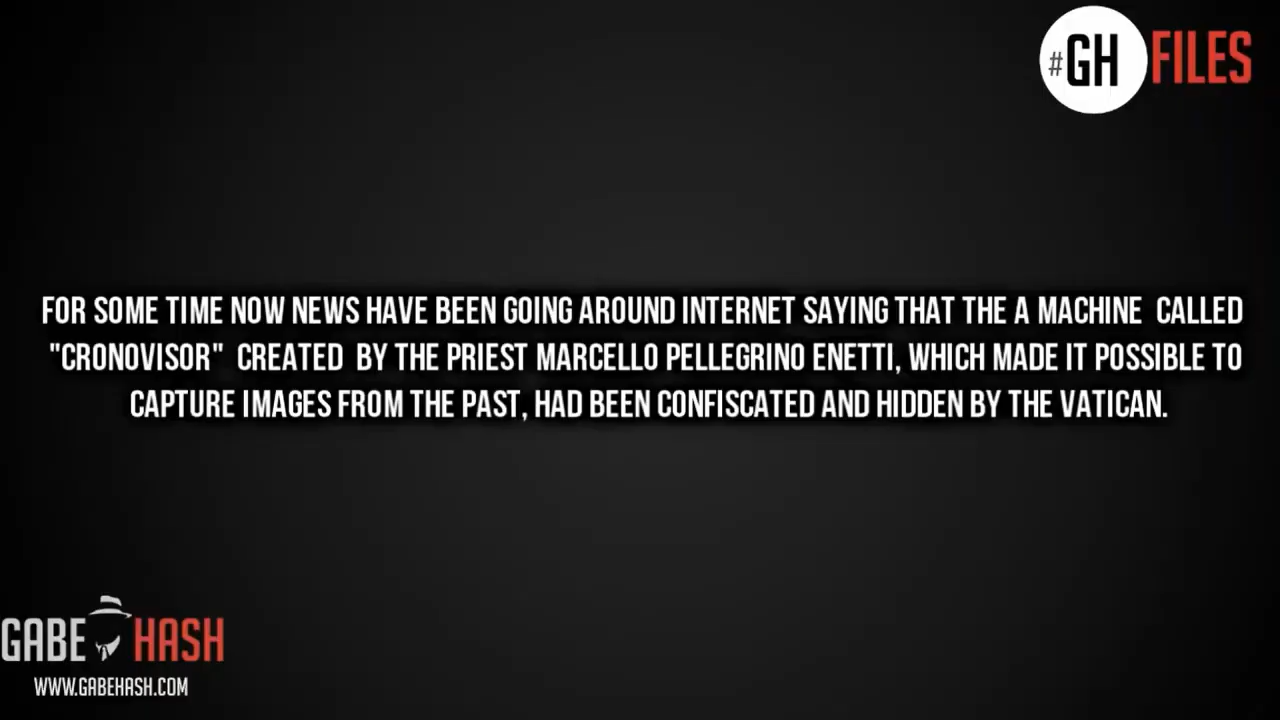 #GH FILES
FOR SOME TIME NOW NEWS HAVE BEEN GOING AROUND INTERNET SAYING THAT THE A MACHINE CALLED
"CRONOVISOR" CREATED BY THE PRIEST MARCELLO PELLEGRINO ENETTI, WHICH MADE IT POSSIBLE TO
CAPTURE IMAGES FROM THE PAST, HAD BEEN CONFISCATED AND HIDDEN BY THE VATICAN.
GABE HASH
WWW.GABEHASH.COM